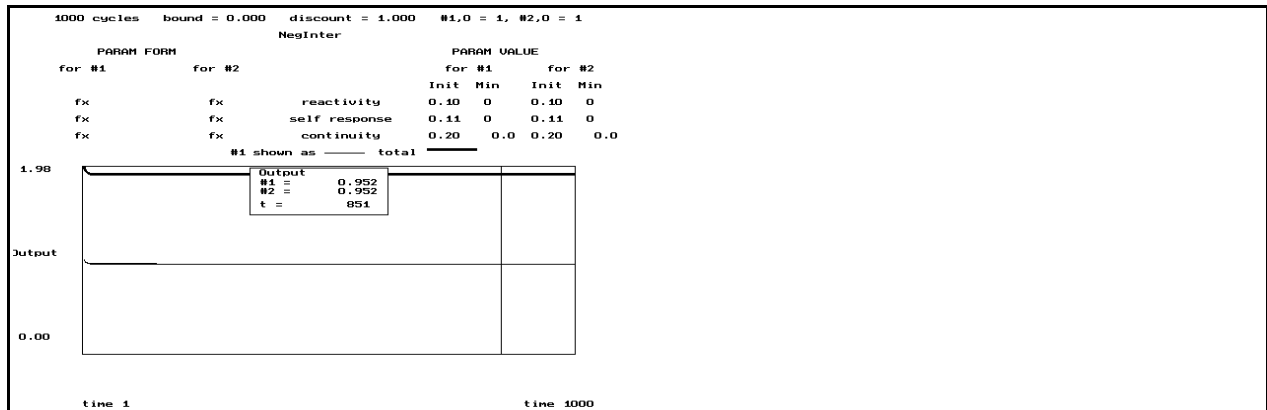 1000 cycles bound = 0.000 discount = 1.000 #1,0 = 1, #2,0 = 1
NegInter
PARAM FORM PARAM VALUE
for #1 for #2 for #1 for #2
Init Min Init Min
fx fx reactivity 0.10 0 0.10 0
fx fx self response 0.11 0 0.11 0
fx fx continuity 0.20 0.0 0.20 0.0
#1 shown as total
1.98
Output
#1 = 0.952
#2 = 0.952
t = 851
Output
0.00
time 1 time 1000